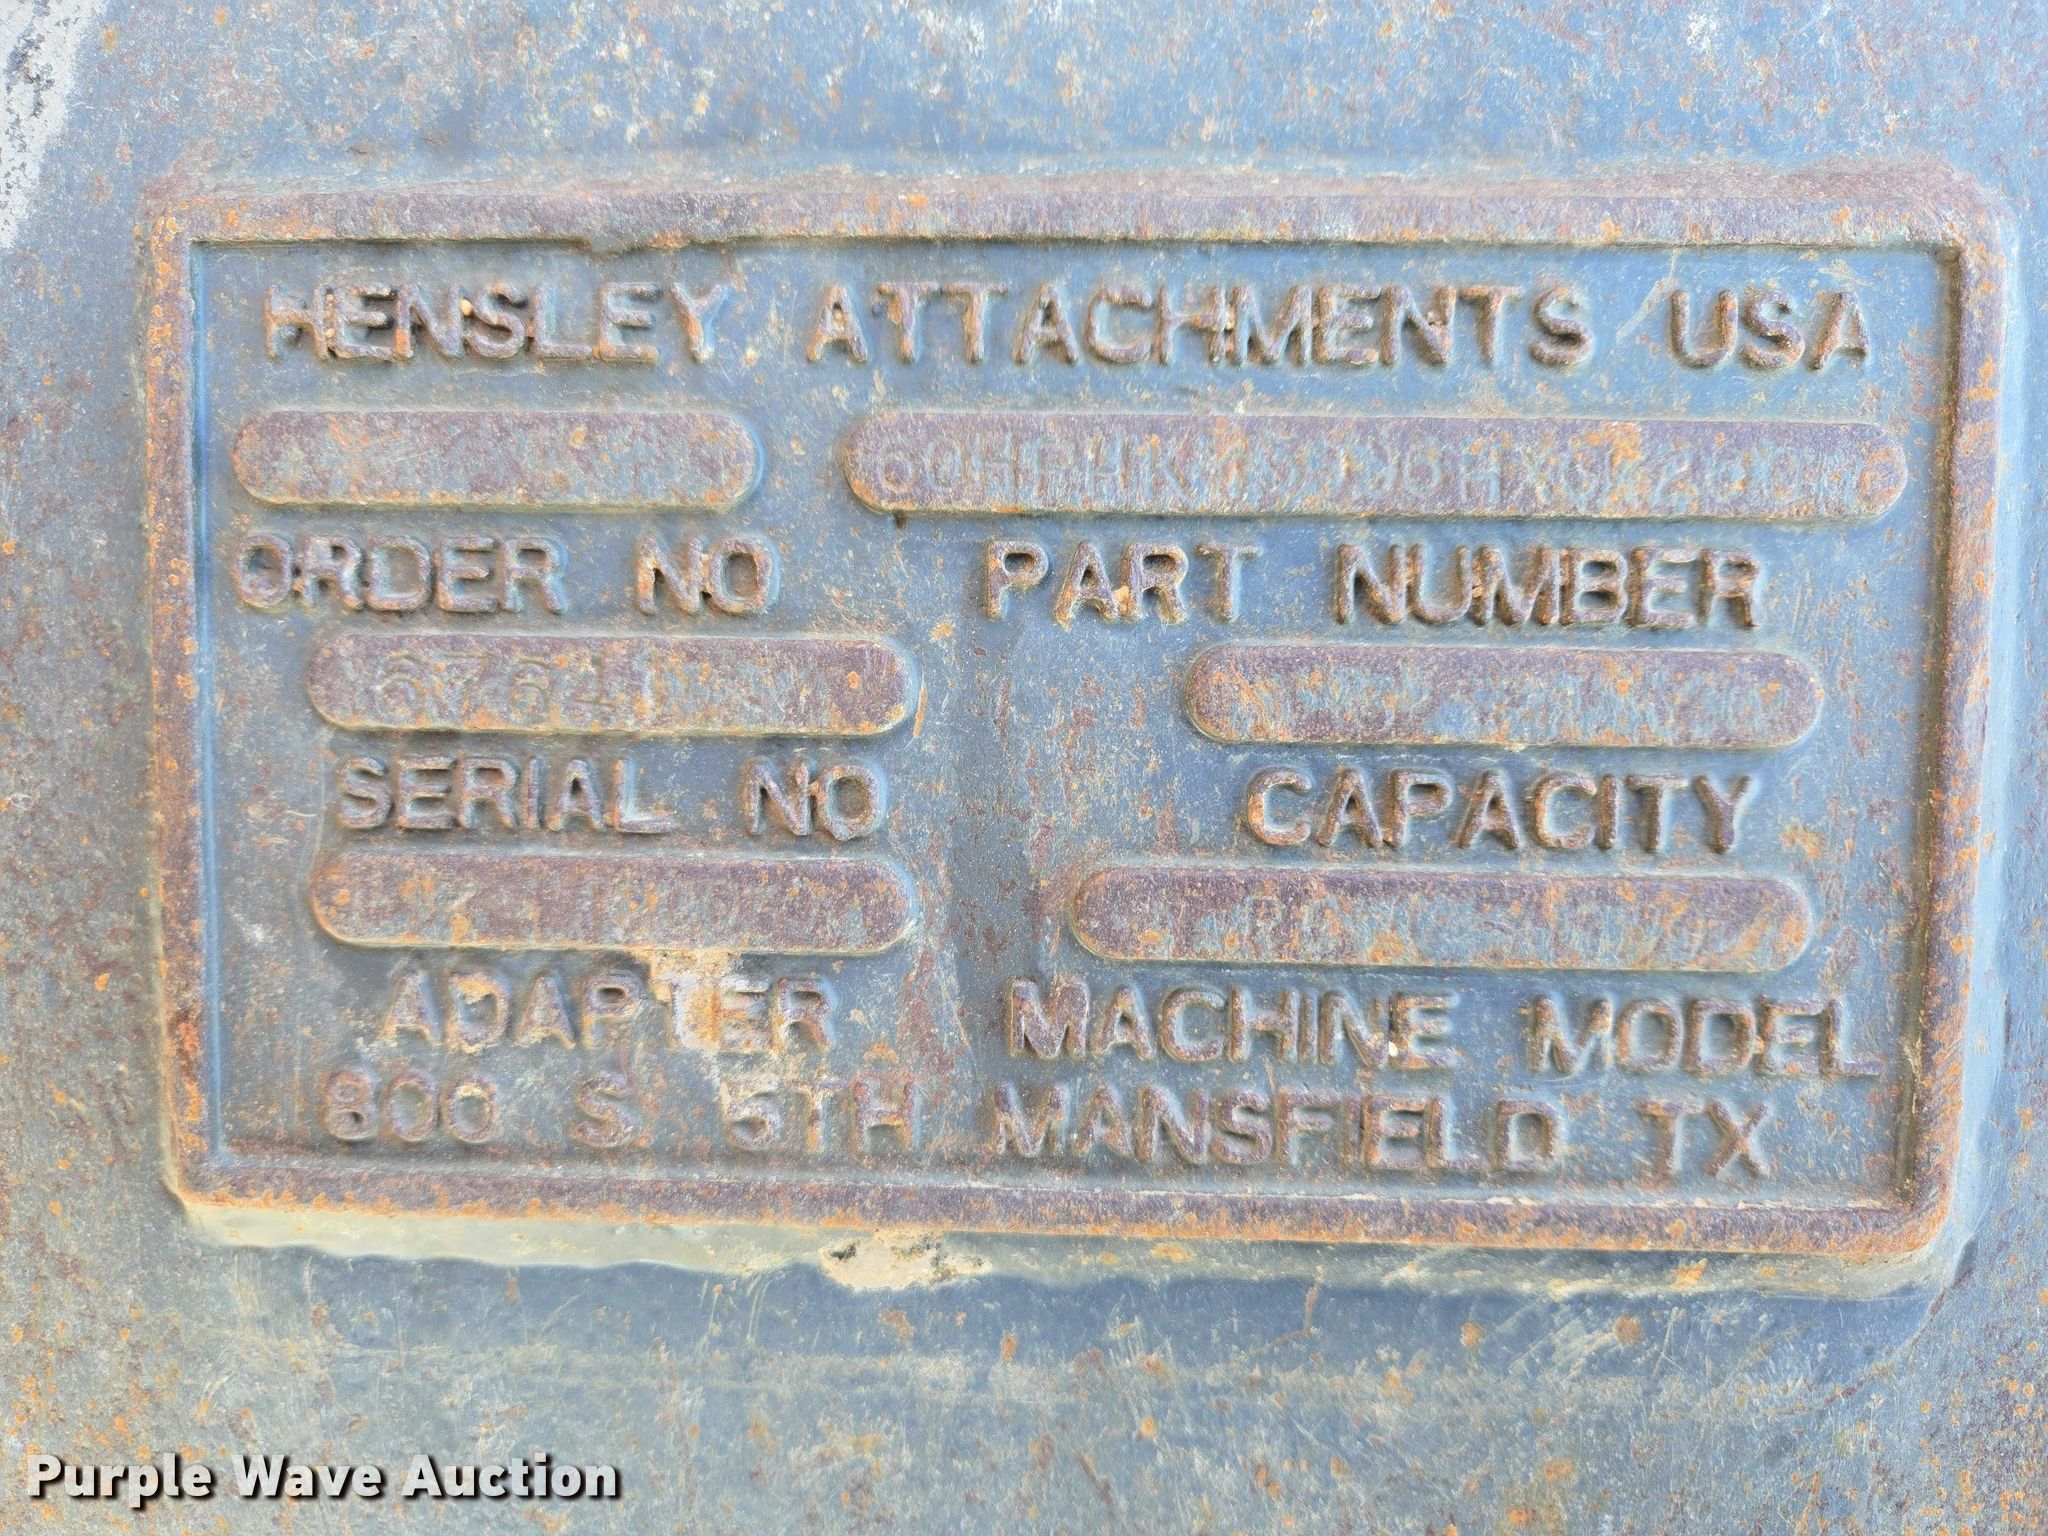 HENSLEY ATTACHMENTS USA
ORDER NO PART NUMBER
SERIAL NO CAPACITY
ADAPTER MACHINE MODEL
800 S 5TH MANSFIELD TX
Purple Wave Auction